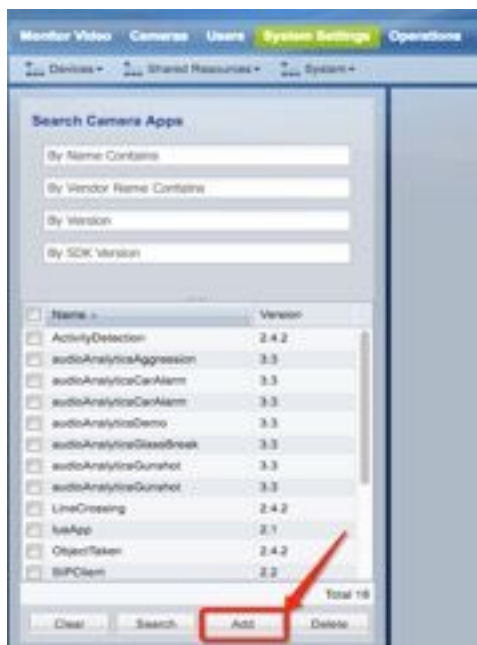 Monitor Video Cameras Users System Settings Operations
Devices Shared Resources System
Search Camera Apps
By Name Contains
By Vendor Name Contains
By Version
By SDK Version
Name Version
ActivityDetection 2.4.2
audioAnalyticsAggression 3.3
audioAnalyticsCarAlarm 3.3
audioAnalyticsCarAlarm 3.3
audioAnalyticsDemo 3.3
audioAnalyticsGlassBreak 3.3
audioAnalyticsGunshot 3.3
audioAnalyticsGunshot 3.3
LineCrossing 2.4.2
luaApp 2.1
ObjectTaken 2.4.2
SIPClient 2.2
Total 18
Clear Search Add Delete